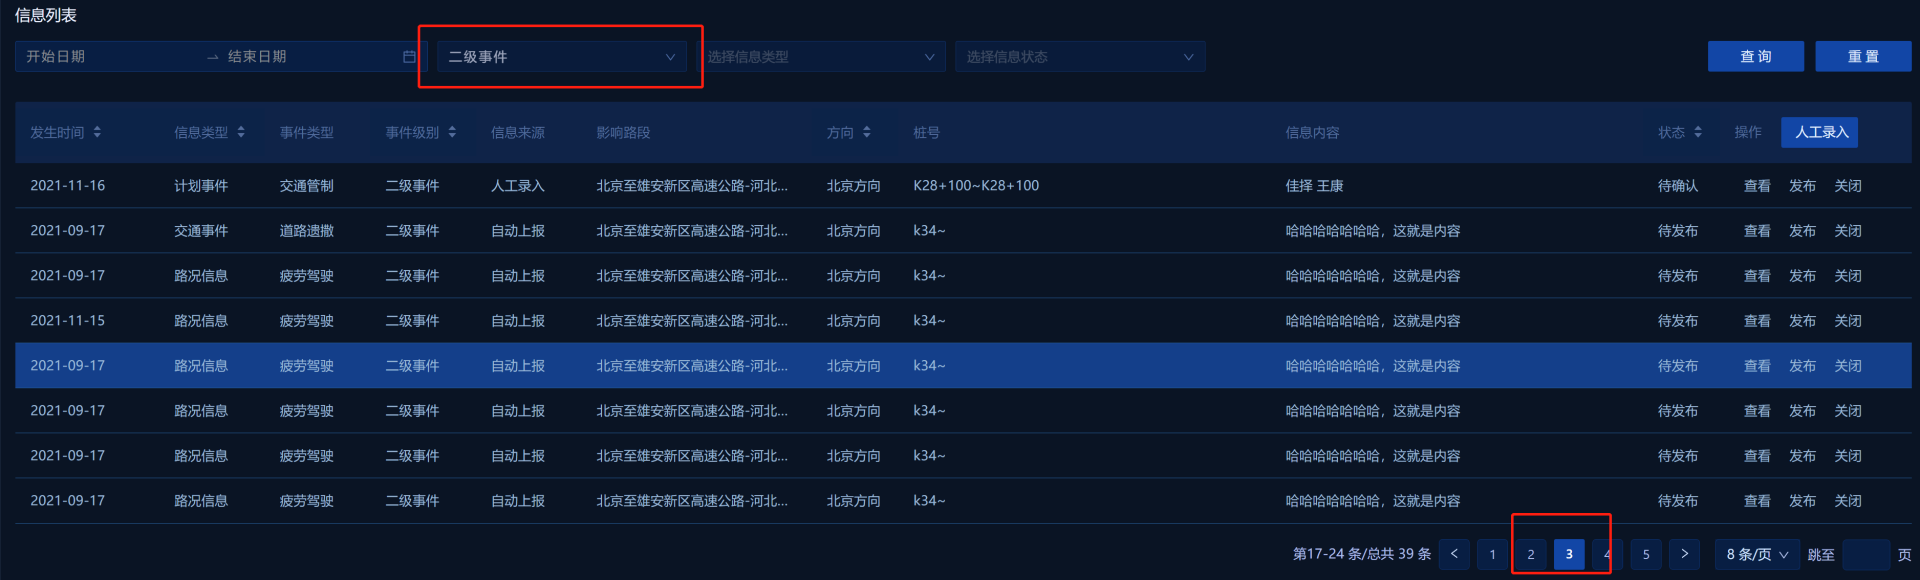 信息列表
开始日期 → 结束日期 二级事件 选择信息类型 选择信息状态 查 询 重 置
发生时间 信息类型 事件类型 事件级别 信息来源 影响路段 方向 桩号 信息内容 状态 操作 人工录入
2021-11-16 计划事件 交通管制 二级事件 人工录入 北京至雄安新区高速公路-河北... 北京方向 K28+100~K28+100 佳择 王康 待确认 查看 发布 关闭
2021-09-17 交通事件 道路遗撒 二级事件 自动上报 北京至雄安新区高速公路-河北... 北京方向 k34~ 哈哈哈哈哈哈哈，这就是内容 待发布 查看 发布 关闭
2021-09-17 路况信息 疲劳驾驶 二级事件 自动上报 北京至雄安新区高速公路-河北... 北京方向 k34~ 哈哈哈哈哈哈哈，这就是内容 待发布 查看 发布 关闭
2021-11-15 路况信息 疲劳驾驶 二级事件 自动上报 北京至雄安新区高速公路-河北... 北京方向 k34~ 哈哈哈哈哈哈哈，这就是内容 待发布 查看 发布 关闭
2021-09-17 路况信息 疲劳驾驶 二级事件 自动上报 北京至雄安新区高速公路-河北... 北京方向 k34~ 哈哈哈哈哈哈哈，这就是内容 待发布 查看 发布 关闭
2021-09-17 路况信息 疲劳驾驶 二级事件 自动上报 北京至雄安新区高速公路-河北... 北京方向 k34~ 哈哈哈哈哈哈哈，这就是内容 待发布 查看 发布 关闭
2021-09-17 路况信息 疲劳驾驶 二级事件 自动上报 北京至雄安新区高速公路-河北... 北京方向 k34~ 哈哈哈哈哈哈哈，这就是内容 待发布 查看 发布 关闭
2021-09-17 路况信息 疲劳驾驶 二级事件 自动上报 北京至雄安新区高速公路-河北... 北京方向 k34~ 哈哈哈哈哈哈哈，这就是内容 待发布 查看 发布 关闭
第17-24 条/总共 39 条 < 1 2 3 4 5 > 8 条/页 跳至 页